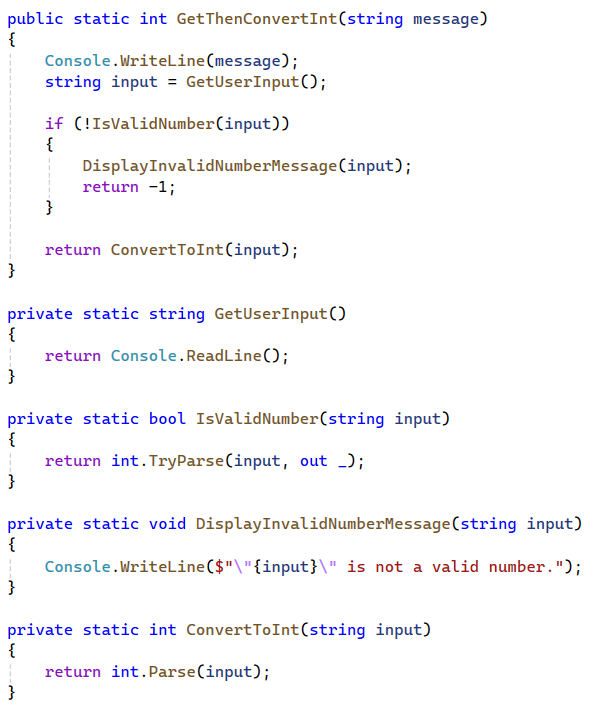 public static int GetThenConvertInt(string message)
{
    Console.WriteLine(message);
    string input = GetUserInput();

    if (!IsValidNumber(input))
    {
        DisplayInvalidNumberMessage(input);
        return -1;
    }

    return ConvertToInt(input);
}

private static string GetUserInput()
{
    return Console.ReadLine();
}

private static bool IsValidNumber(string input)
{
    return int.TryParse(input, out _);
}

private static void DisplayInvalidNumberMessage(string input)
{
    Console.WriteLine($"\"{input}\" is not a valid number.");
}

private static int ConvertToInt(string input)
{
    return int.Parse(input);
}